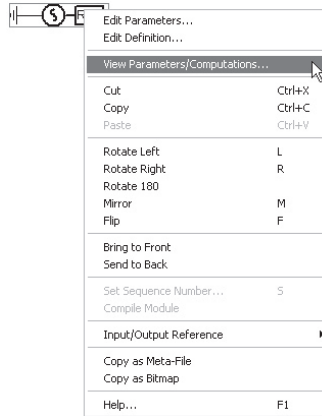 R
Edit Parameters...
Edit Definition...
View Parameters/Computations...
Cut Ctrl+X
Copy Ctrl+C
Paste Ctrl+V
Rotate Left L
Rotate Right R
Rotate 180
Mirror M
Flip F
Bring to Front
Send to Back
Set Sequence Number... S
Compile Module
Input/Output Reference
Copy as Meta-File
Copy as Bitmap
Help... F1